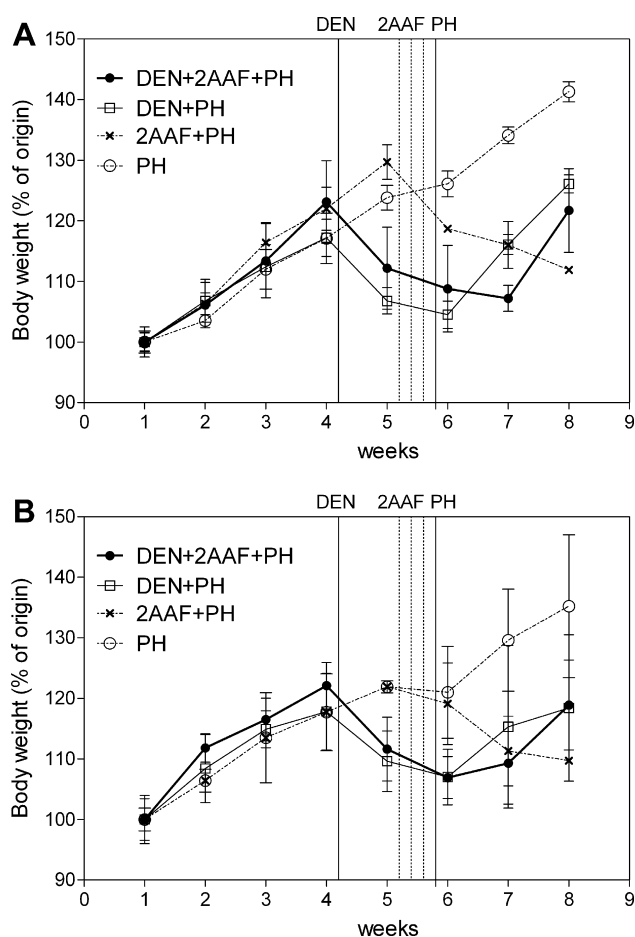 DEN 2AAF PH
A
150
DEN+2AAF+PH
140
DEN+PH
2AAF+PH
130
PH
120
110
100
90
Body weight (% of origin)
0 1 2 3 4 5 6 7 8 9
weeks
DEN 2AAF PH
B
150
DEN+2AAF+PH
140
DEN+PH
2AAF+PH
130
PH
120
110
100
90
Body weight (% of origin)
0 1 2 3 4 5 6 7 8 9
weeks